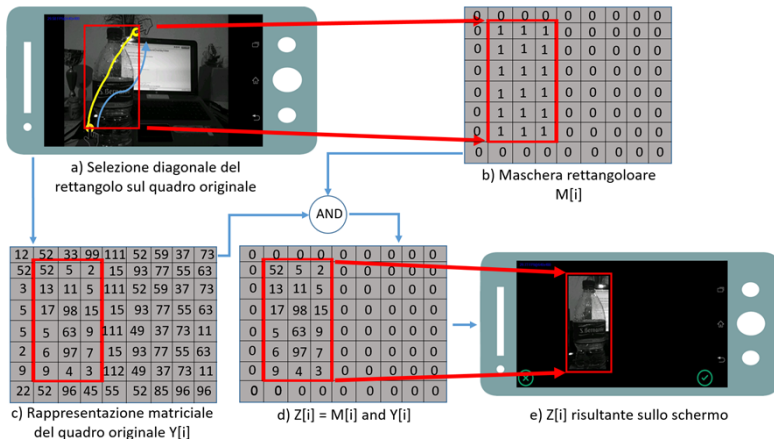 a) Selezione diagonale del
rettangolo sul quadro originale
0 0 0 0 0 0 0 0 0
0 1 1 1 0 0 0 0 0
0 1 1 1 0 0 0 0 0
0 1 1 1 0 0 0 0 0
0 1 1 1 0 0 0 0 0
0 1 1 1 0 0 0 0 0
0 1 1 1 0 0 0 0 0
0 0 0 0 0 0 0 0 0
b) Maschera rettangoloare
M[i]
AND
12 52 33 99 111 52 59 37 73
52 52 5 2 15 93 77 55 63
3 13 11 5 111 52 59 37 73
5 17 98 15 15 93 77 55 63
5 5 63 9 111 49 37 73 11
2 6 97 7 15 93 77 55 63
9 9 4 3 112 49 37 73 11
22 52 96 45 55 52 85 96 96
c) Rappresentazione matriciale
del quadro originale Y[i]
0 0 0 0 0 0 0 0 0
0 52 5 2 0 0 0 0 0
0 13 11 5 0 0 0 0 0
0 17 98 15 0 0 0 0 0
0 5 63 9 0 0 0 0 0
0 6 97 7 0 0 0 0 0
0 9 4 3 0 0 0 0 0
0 0 0 0 0 0 0 0 0
d) Z[i] = M[i] and Y[i]
e) Z[i] risultante sullo schermo